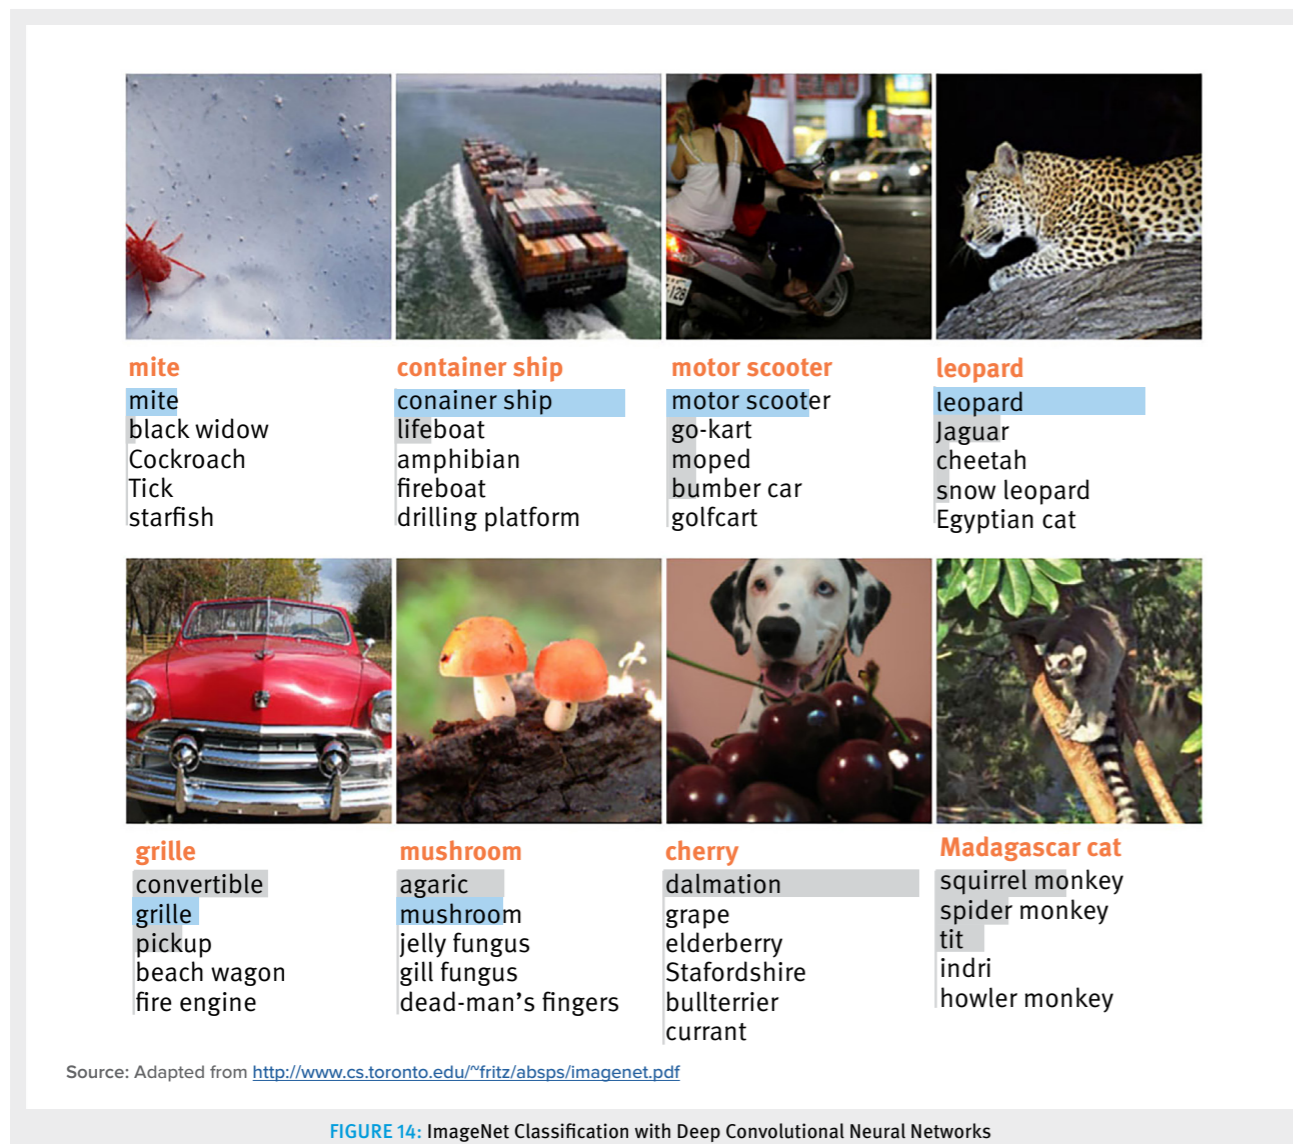 mite
mite
black widow
Cockroach
Tick
starfish
container ship
conainer ship
lifeboat
amphibian
fireboat
drilling platform
motor scooter
motor scooter
go-kart
moped
bumber car
golfcart
leopard
leopard
Jaguar
cheetah
snow leopard
Egyptian cat
grille
convertible
grille
pickup
beach wagon
fire engine
mushroom
agaric
mushroom
jelly fungus
gill fungus
dead-man's fingers
cherry
dalmation
grape
elderberry
Stafordshire
bullterrier
currant
Madagascar cat
squirrel monkey
spider monkey
tit
indri
howler monkey
Source: Adapted from http://www.cs.toronto.edu/~fritz/absps/imagenet.pdf
FIGURE 14: ImageNet Classification with Deep Convolutional Neural Networks